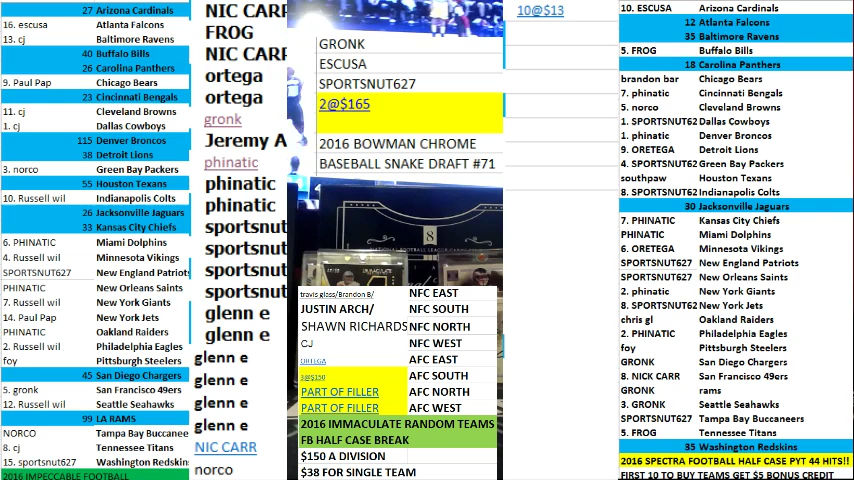 27 Arizona Cardinals
16. escusa Atlanta Falcons
13. cj Baltimore Ravens
40 Buffalo Bills
26 Carolina Panthers
9. Paul Pap Chicago Bears
23 Cincinnati Bengals
11. cj Cleveland Browns
1. cj Dallas Cowboys
115 Denver Broncos
38 Detroit Lions
3. norco Green Bay Packers
55 Houston Texans
10. Russell wil Indianapolis Colts
26 Jacksonville Jaguars
33 Kansas City Chiefs
6. PHINATIC Miami Dolphins
4. Russell wil Minnesota Vikings
SPORTSNUT627 New England Patriots
PHINATIC New Orleans Saints
7. Russell wil New York Giants
14. Paul Pap New York Jets
PHINATIC Oakland Raiders
2. Russell wil Philadelphia Eagles
foy Pittsburgh Steelers
45 San Diego Chargers
5. gronk San Francisco 49ers
12. Russell wil Seattle Seahawks
99 LA RAMS
NORCO Tampa Bay Buccanee
8. cj Tennessee Titans
15. sportsnut627 Washington Redskin
2016 IMPECCABLE FOOTBALL
NIC CARR
FROG
NIC CARR
ortega
ortega
gronk
Jeremy A
phinatic
phinatic
phinatic
sportsnut
sportsnut
sportsnut
sportsnut
glenn e
glenn e
glenn e
glenn e
glenn e
glenn e
NIC CARR
norco
GRONK
ESCUSA
SPORTSNUT627
2@$165
2016 BOWMAN CHROME
BASEBALL SNAKE DRAFT #71
8
travis glass/Brandon B/ NFC EAST
JUSTIN ARCH/ NFC SOUTH
SHAWN RICHARDS NFC NORTH
CJ NFC WEST
ORTEGA AFC EAST
3@$150 AFC SOUTH
PART OF FILLER AFC NORTH
PART OF FILLER AFC WEST
2016 IMMACULATE RANDOM TEAMS
FB HALF CASE BREAK
$150 A DIVISION
$38 FOR SINGLE TEAM
10@$13
10. ESCUSA Arizona Cardinals
12 Atlanta Falcons
35 Baltimore Ravens
5. FROG Buffalo Bills
18 Carolina Panthers
brandon bar Chicago Bears
7. phinatic Cincinnati Bengals
5. norco Cleveland Browns
1. SPORTSNUT62 Dallas Cowboys
1. phinatic Denver Broncos
9. ORETEGA Detroit Lions
4. SPORTSNUT62 Green Bay Packers
southpaw Houston Texans
8. SPORTSNUT62 Indianapolis Colts
30 Jacksonville Jaguars
7. PHINATIC Kansas City Chiefs
PHINATIC Miami Dolphins
6. ORETEGA Minnesota Vikings
SPORTSNUT627 New England Patriots
SPORTSNUT627 New Orleans Saints
2. phinatic New York Giants
8. SPORTSNUT62 New York Jets
chris gl Oakland Raiders
2. PHINATIC Philadelphia Eagles
foy Pittsburgh Steelers
GRONK San Diego Chargers
8. NICK CARR San Francisco 49ers
GRONK rams
3. GRONK Seattle Seahawks
SPORTSNUT627 Tampa Bay Buccaneers
5. FROG Tennessee Titans
35 Washington Redskins
2016 SPECTRA FOOTBALL HALF CASE PYT 44 HITS!!
FIRST 10 TO BUY TEAMS GET $5 BONUS CREDIT